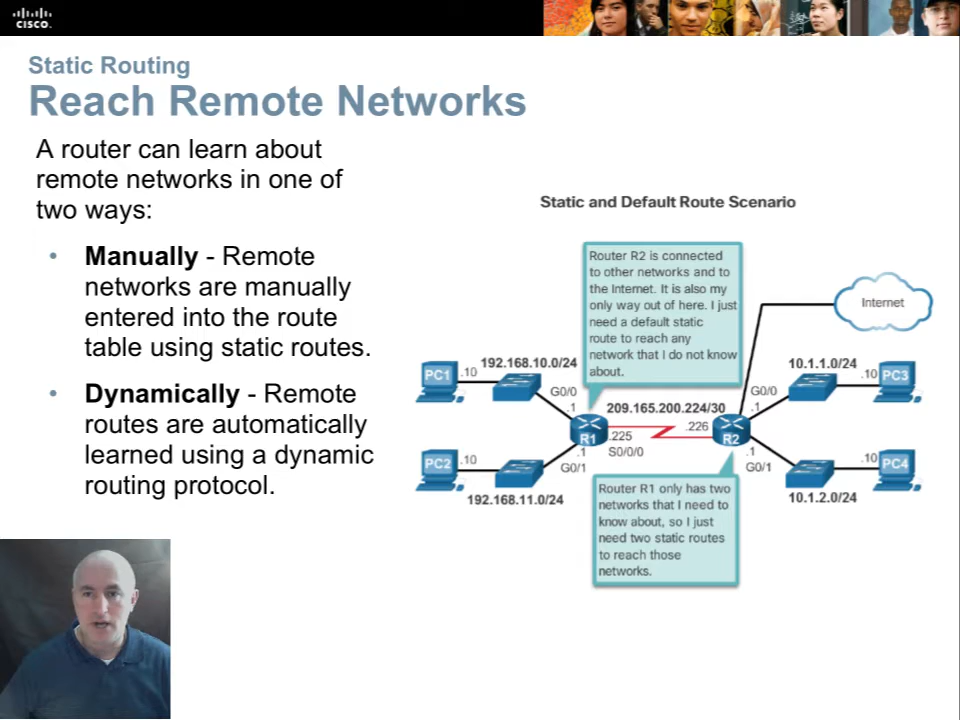 CISCO.
Static Routing
Reach Remote Networks
A router can learn about
remote networks in one of
two ways:
• Manually - Remote
networks are manually
entered into the route
table using static routes.
• Dynamically - Remote
routes are automatically
learned using a dynamic
routing protocol.
Static and Default Route Scenario
Router R2 is connected
to other networks and to
the Internet. It is also my
only way out of here. I just
need a default static
route to reach any
network that I do not know
about.
Internet
PC1
.10
192.168.10.0/24
G0/0
.1
209.165.200.224/30
G0/0
.1
10.1.1.0/24
.10
PC3
R1
.225
S0/0/0
.226
R2
PC2
.10
.1
G0/1
192.168.11.0/24
.1
G0/1
.10
PC4
10.1.2.0/24
Router R1 only has two
networks that I need to
know about, so I just
need two static routes
to reach those
networks.